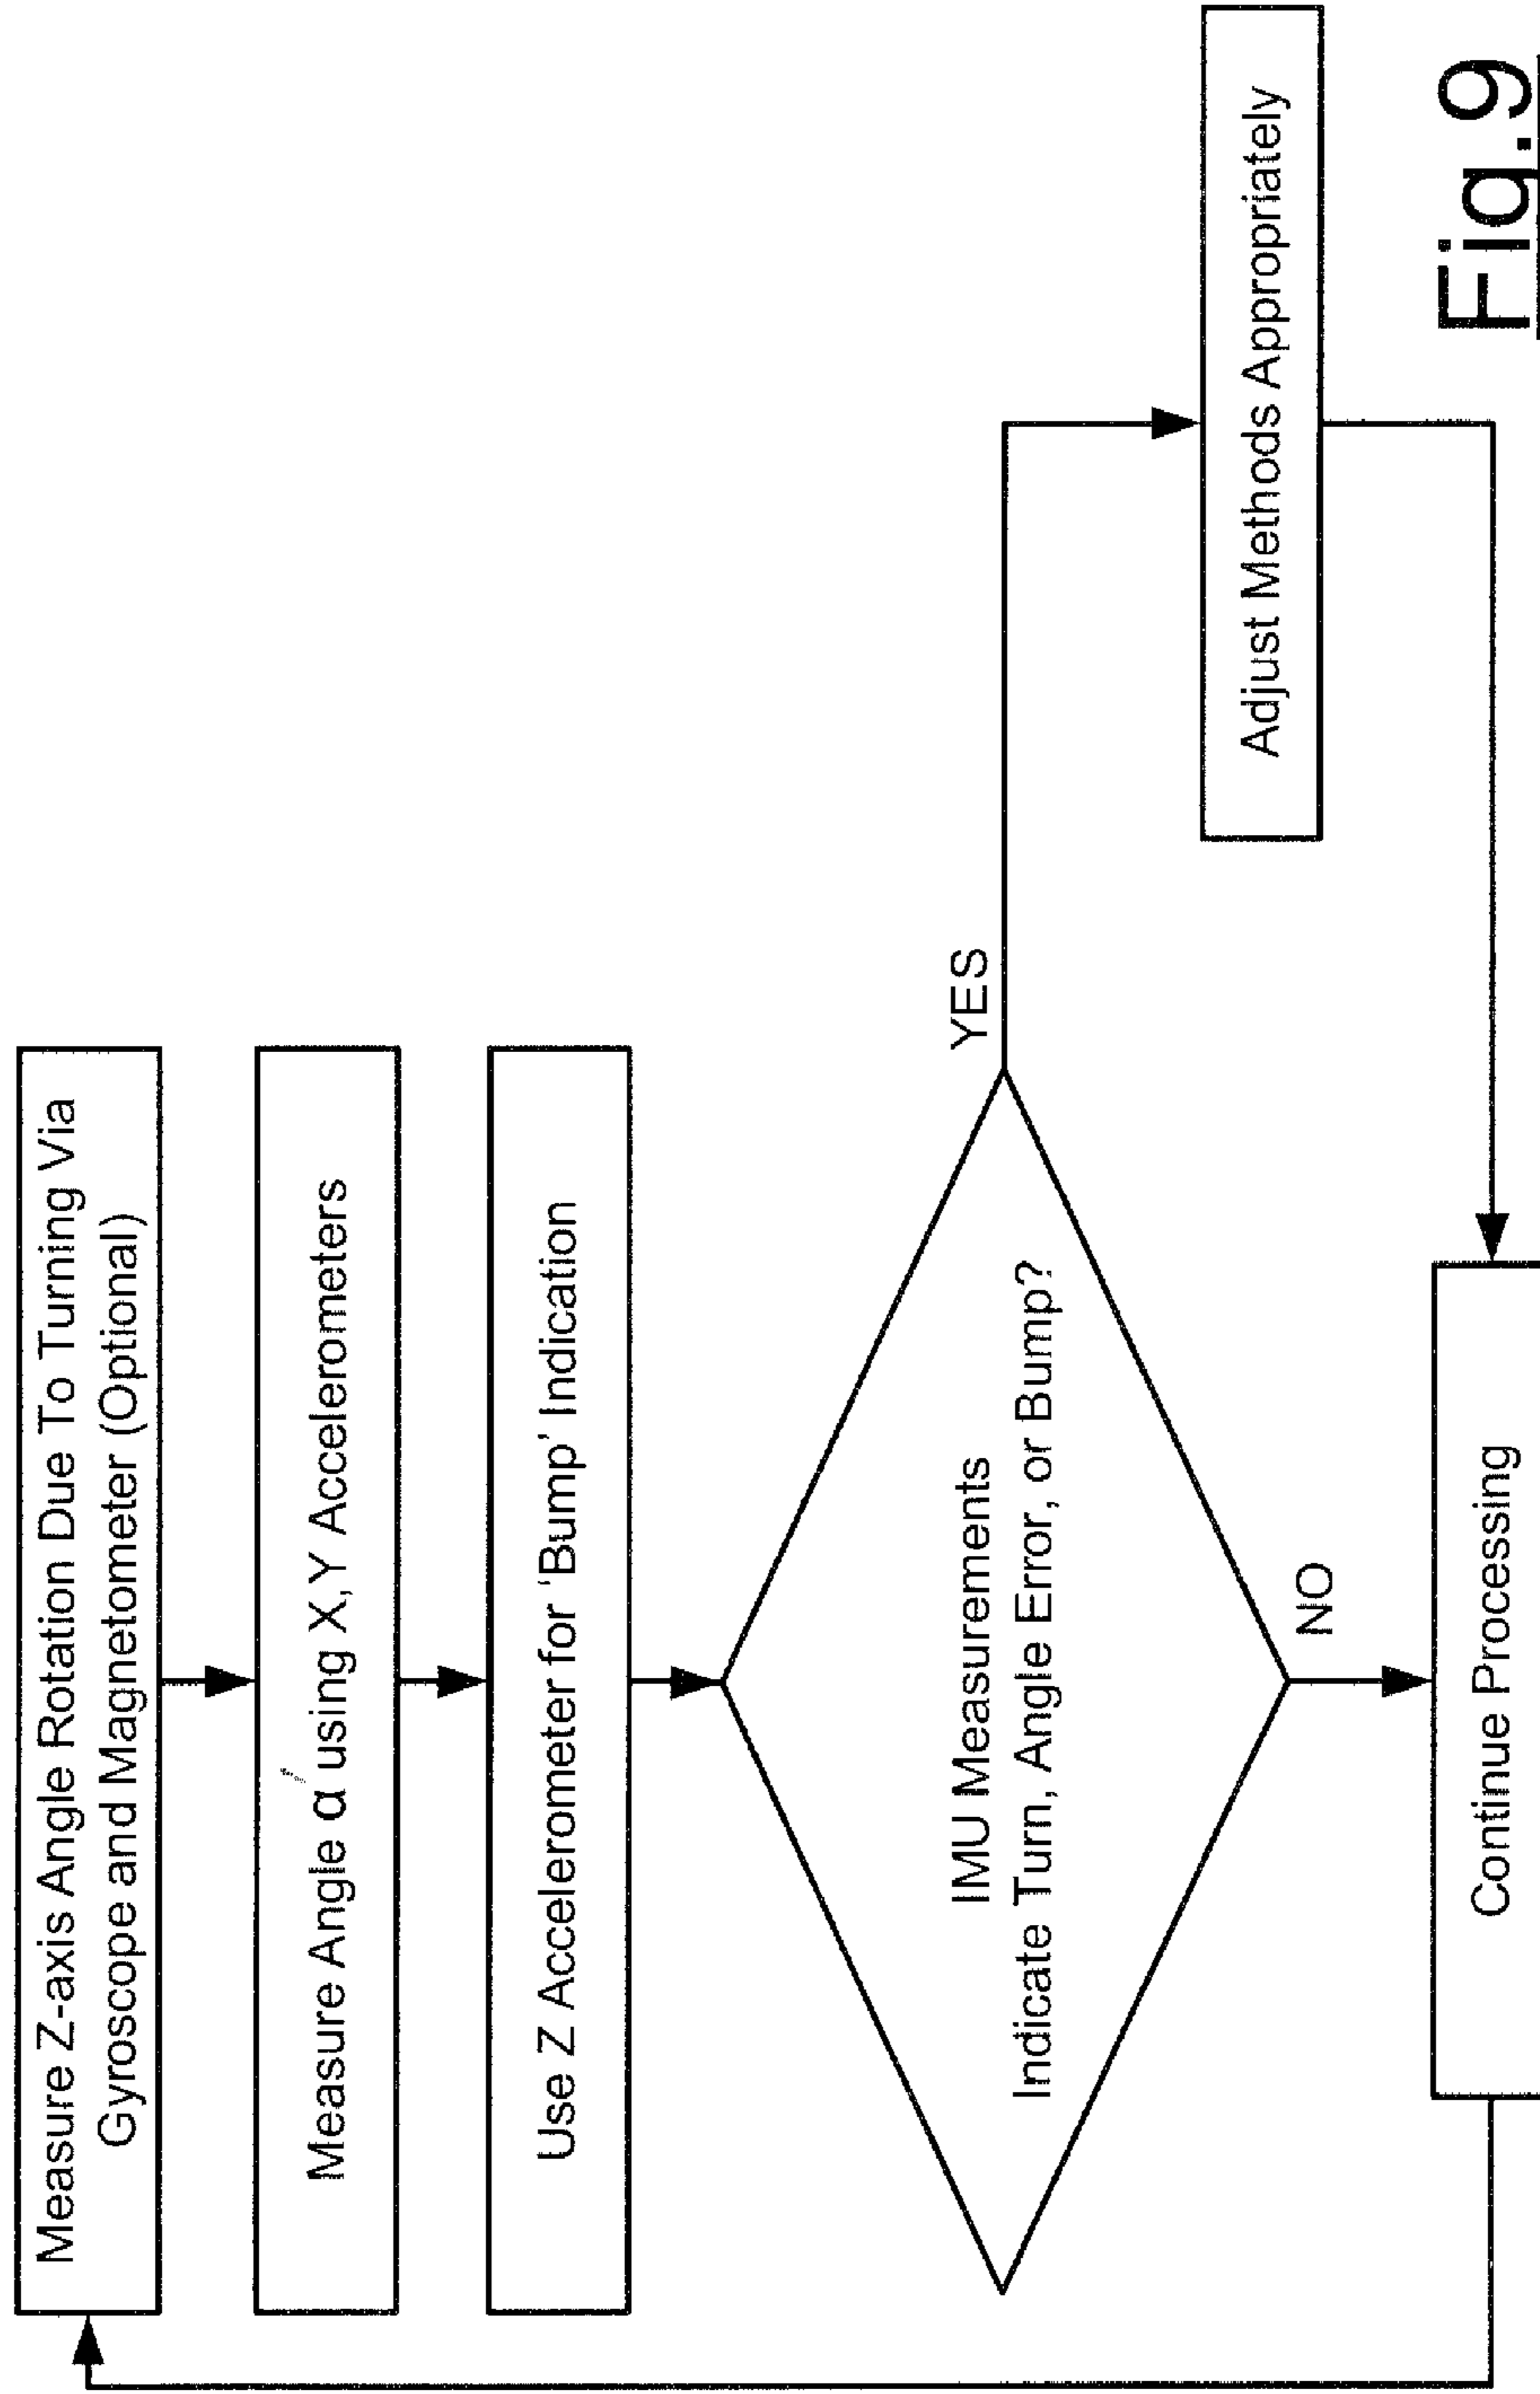 Measure Z-axis Angle Rotation Due To Turning Via
Gyroscope and Magnetometer (Optional)
Measure Angle α′ using X,Y Accelerometers
Use Z Accelerometer for ‘Bump’ Indication
IMU Measurements
Indicate Turn, Angle Error, or Bump?
YES
Adjust Methods Appropriately
NO
Continue Processing
Fig.9